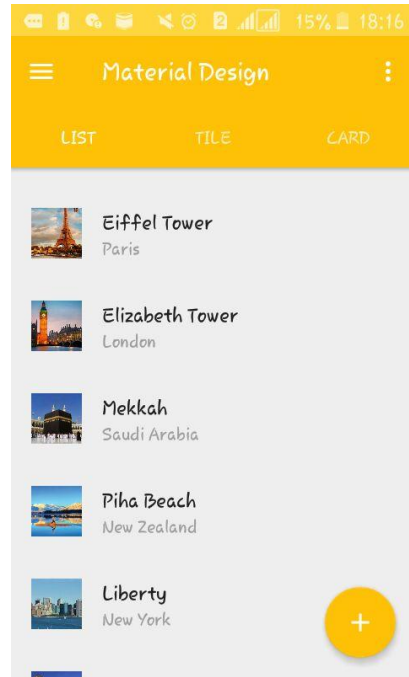 2 15% 18:16
Material Design
LIST TILE CARD
Eiffel Tower
Paris
Elizabeth Tower
London
Mekkah
Saudi Arabia
Piha Beach
New Zealand
Liberty
New York
+